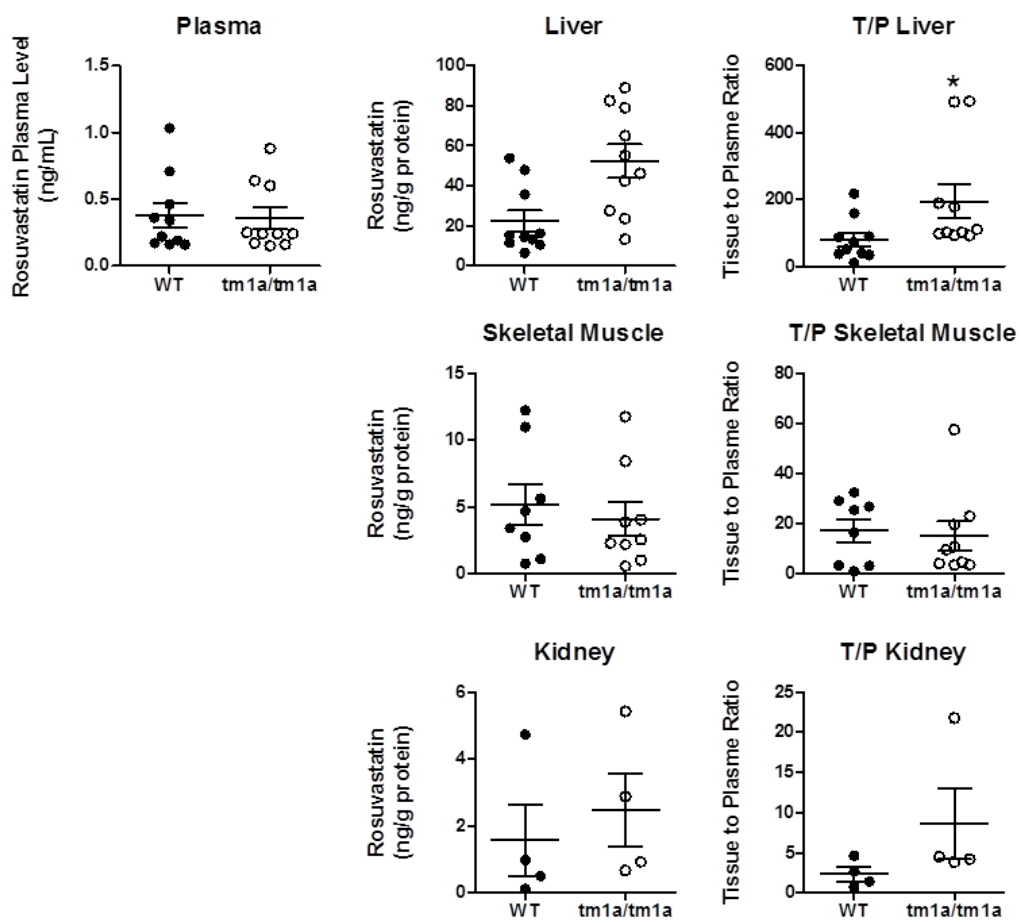 Plasma
Rosuvastatin Plasma Level
(ng/mL)
1.5
1.0
0.5
0.0
WT
tm1a/tm1a
Liver
Rosuvastatin
(ng/g protein)
100
80
60
40
20
0
WT
tm1a/tm1a
T/P Liver
Tissue to Plasme Ratio
600
400
200
0
*
WT
tm1a/tm1a
Skeletal Muscle
Rosuvastatin
(ng/g protein)
15
10
5
0
WT
tm1a/tm1a
T/P Skeletal Muscle
Tissue to Plasme Ratio
80
60
40
20
0
WT
tm1a/tm1a
Kidney
Rosuvastatin
(ng/g protein)
6
4
2
0
WT
tm1a/tm1a
T/P Kidney
Tissue to Plasme Ratio
25
20
15
10
5
0
WT
tm1a/tm1a